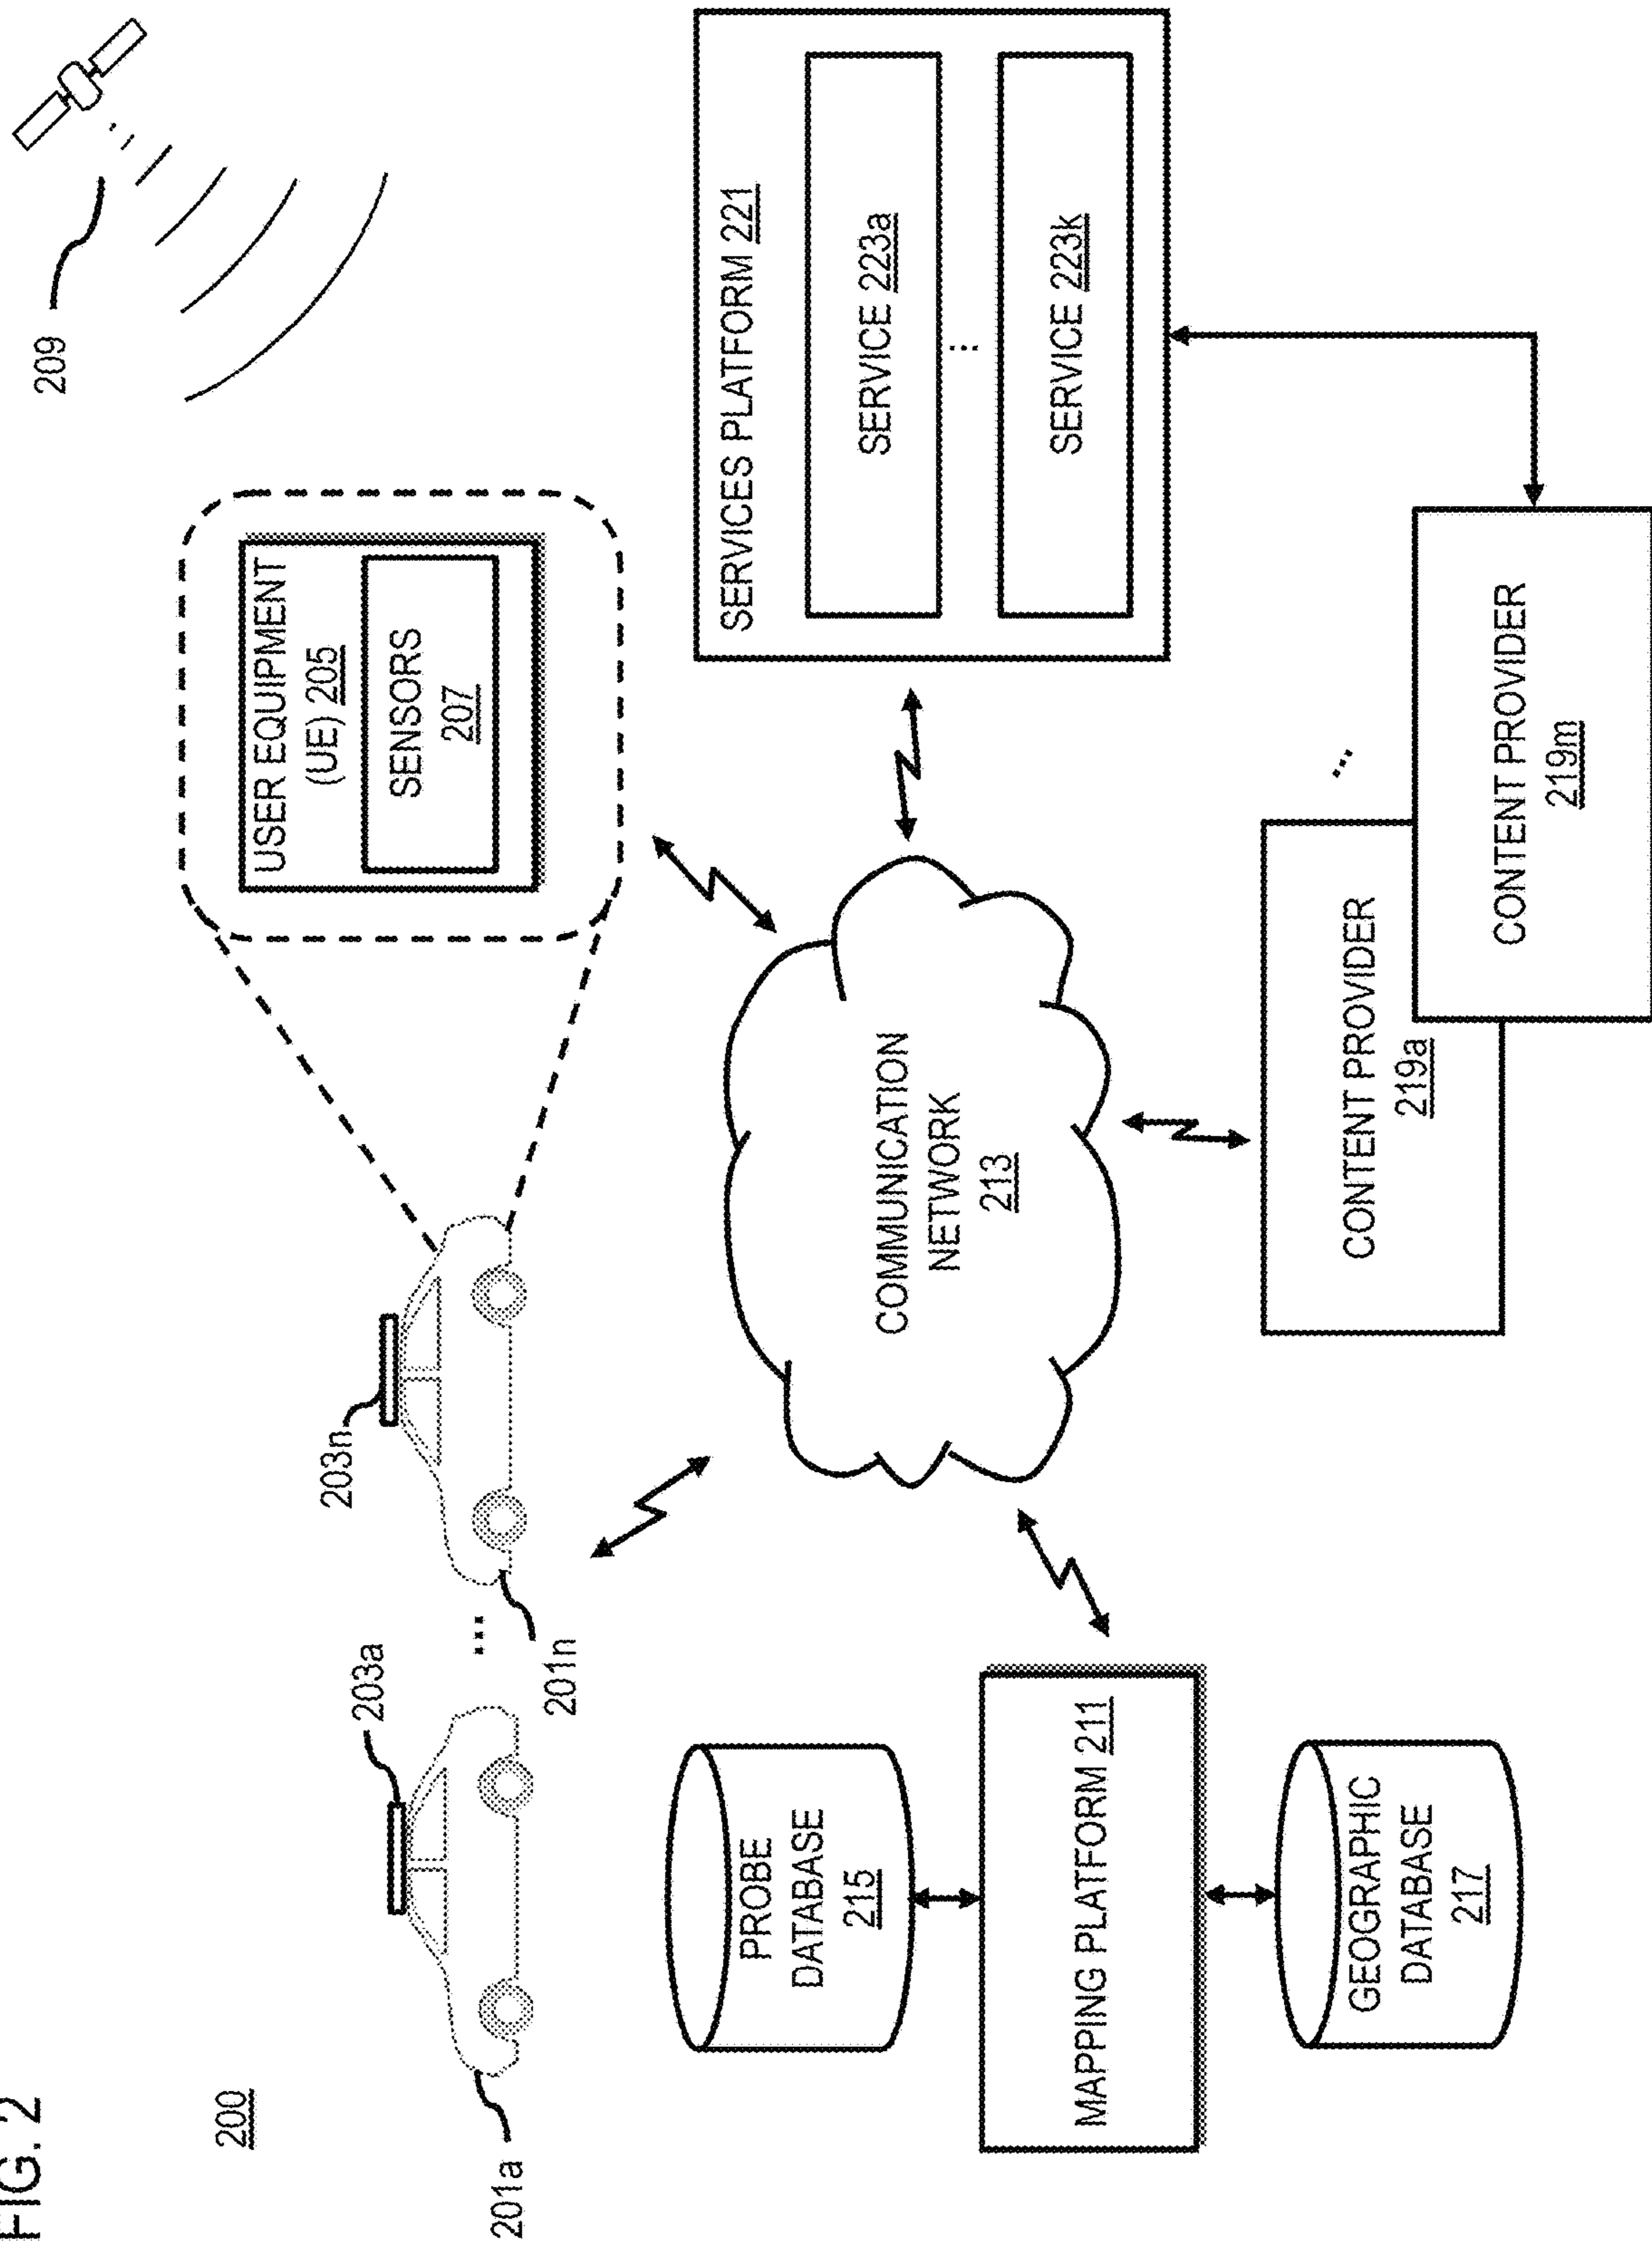 FIG. 2
200
209
203a
203n
201a
201n
...
USER EQUIPMENT
(UE) 205
SENSORS
207
PROBE
DATABASE
215
MAPPING PLATFORM 211
GEOGRAPHIC
DATABASE
217
COMMUNICATION
NETWORK
213
SERVICES PLATFORM 221
SERVICE 223a
...
SERVICE 223k
CONTENT PROVIDER
219a
...
CONTENT PROVIDER
219m